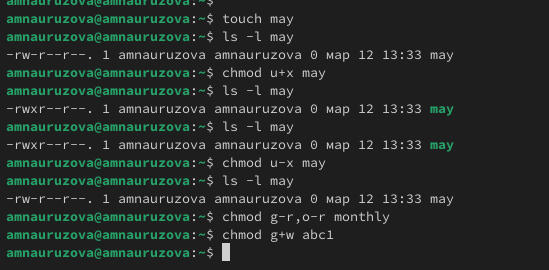 amnauruzova@amnauruzova:~$
amnauruzova@amnauruzova:~$ touch may
amnauruzova@amnauruzova:~$ ls -l may
-rw-r--r--. 1 amnauruzova amnauruzova 0 мар 12 13:33 may
amnauruzova@amnauruzova:~$ chmod u+x may
amnauruzova@amnauruzova:~$ ls -l may
-rwxr--r--. 1 amnauruzova amnauruzova 0 мар 12 13:33 may
amnauruzova@amnauruzova:~$ ls -l may
-rwxr--r--. 1 amnauruzova amnauruzova 0 мар 12 13:33 may
amnauruzova@amnauruzova:~$ chmod u-x may
amnauruzova@amnauruzova:~$ ls -l may
-rw-r--r--. 1 amnauruzova amnauruzova 0 мар 12 13:33 may
amnauruzova@amnauruzova:~$ chmod g-r,o-r monthly
amnauruzova@amnauruzova:~$ chmod g+w abc1
amnauruzova@amnauruzova:~$